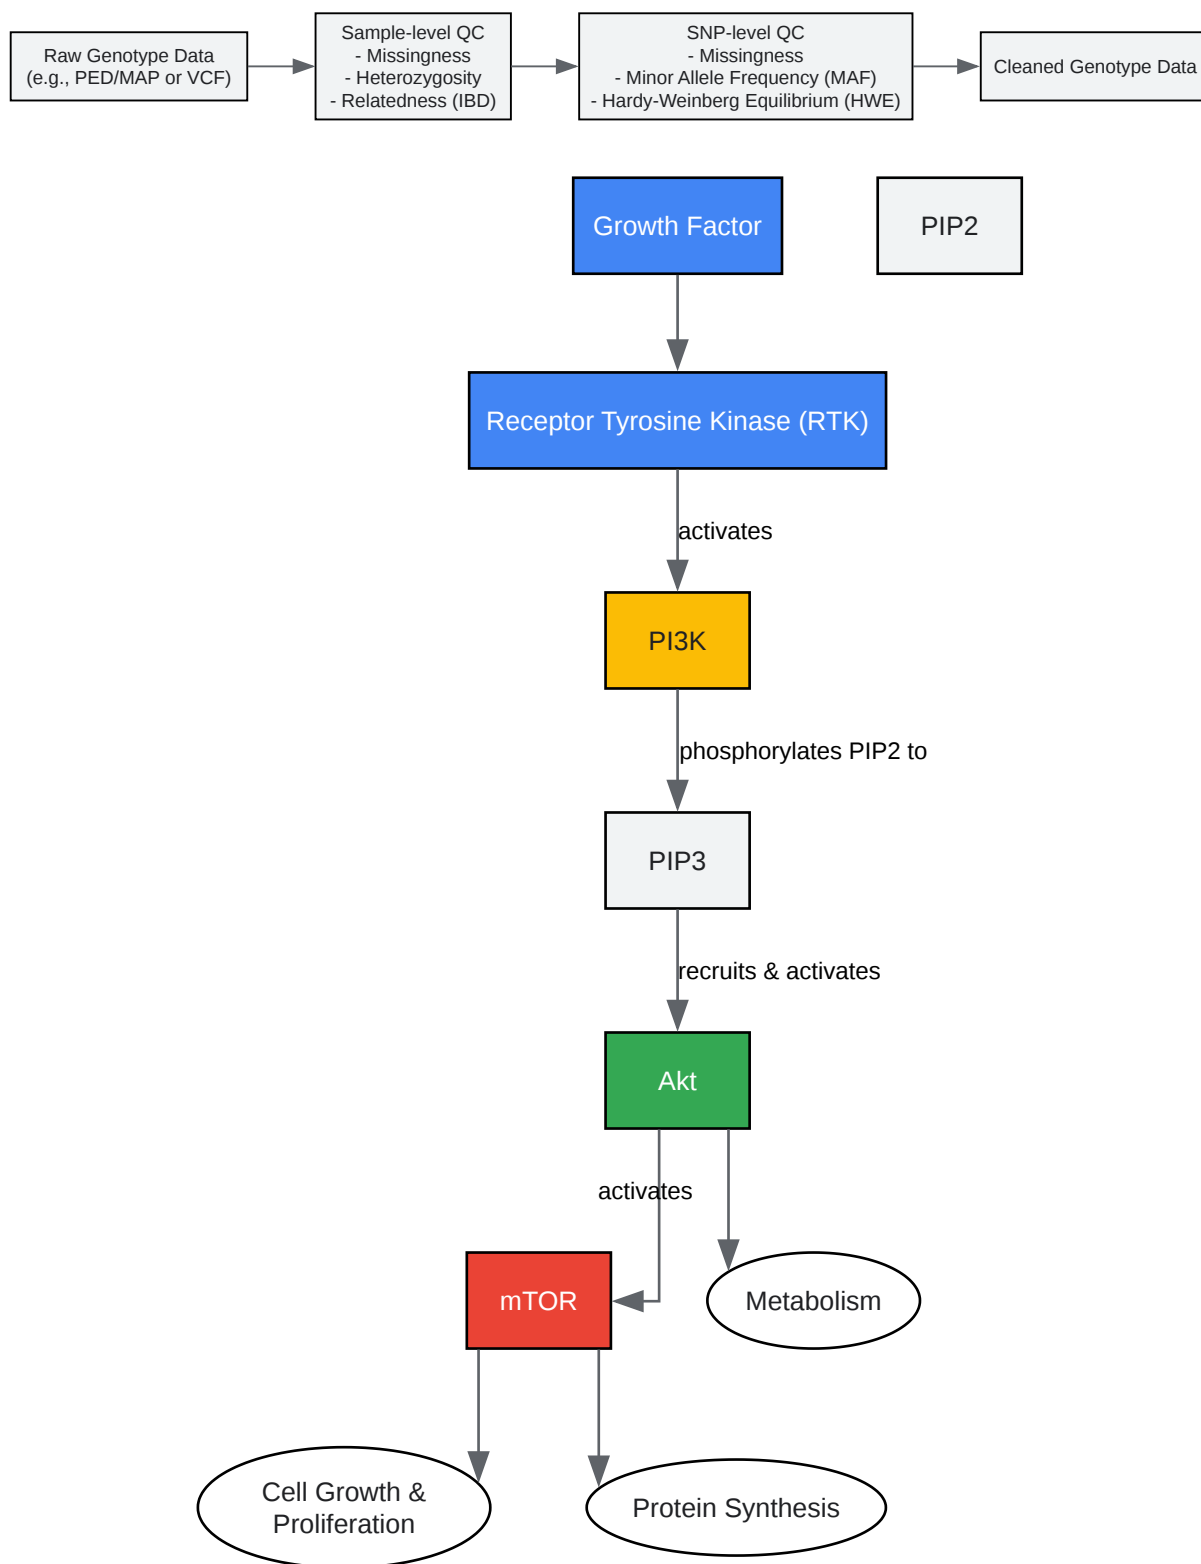 Raw Genotype Data
(e.g., PED/MAP or VCF)
Sample-level QC
- Missingness
- Heterozygosity
- Relatedness (IBD)
SNP-level QC
- Missingness
- Minor Allele Frequency (MAF)
- Hardy-Weinberg Equilibrium (HWE)
Cleaned Genotype Data
Growth Factor
PIP2
Receptor Tyrosine Kinase (RTK)
activates
PI3K
phosphorylates PIP2 to
PIP3
recruits & activates
Akt
activates
mTOR
Metabolism
Cell Growth &
Proliferation
Protein Synthesis